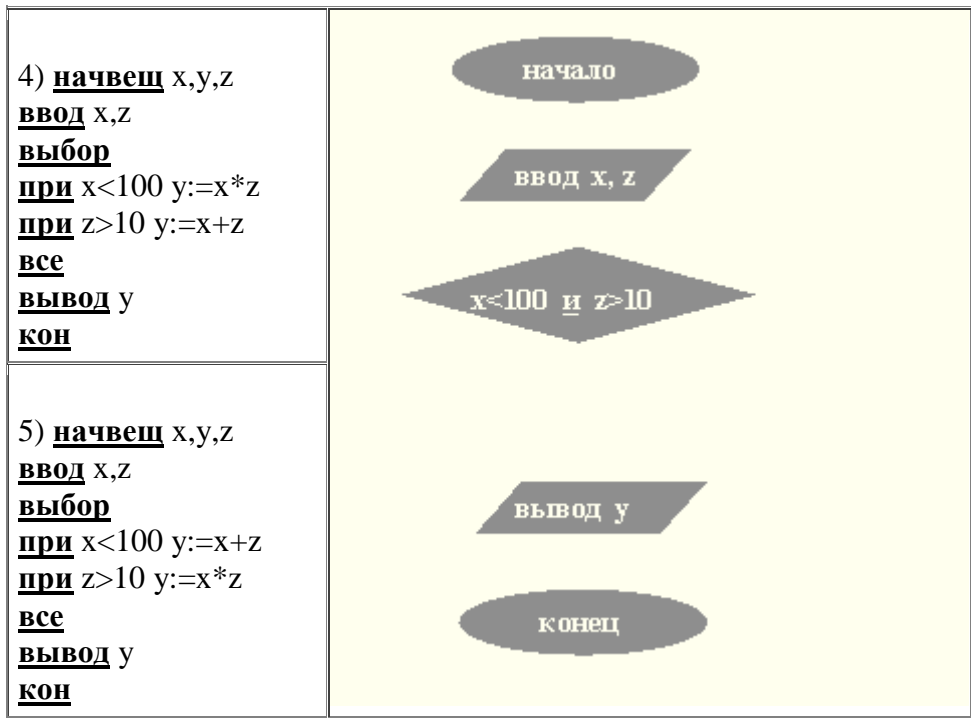 4) начвещ x,y,z
ввод x,z
выбор
при x<100 y:=x*z
при z>10 y:=x+z
все
вывод y
кон
5) начвещ x,y,z
ввод x,z
выбор
при x<100 y:=x+z
при z>10 y:=x*z
все
вывод y
кон
начало
ввод x, z
x<100 и z>10
вывод y
конец